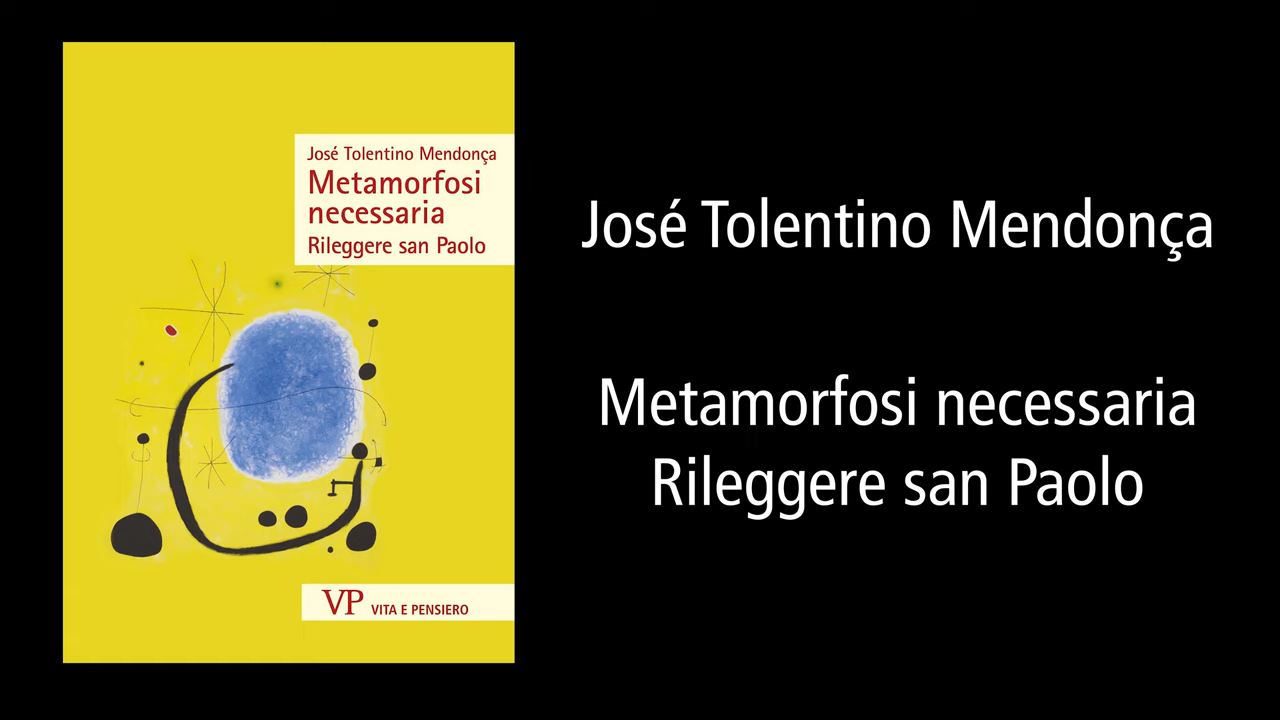 José Tolentino Mendonça
Metamorfosi
necessaria
Rileggere san Paolo
VP VITA E PENSIERO
José Tolentino Mendonça
Metamorfosi necessaria
Rileggere san Paolo